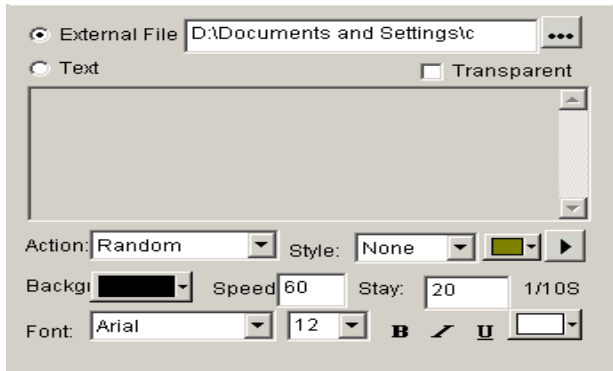 External File D:\Documents and Settings\c ...
Text Transparent
Action: Random Style: None
Backgr Speed 60 Stay: 20 1/10S
Font: Arial 12 B I U